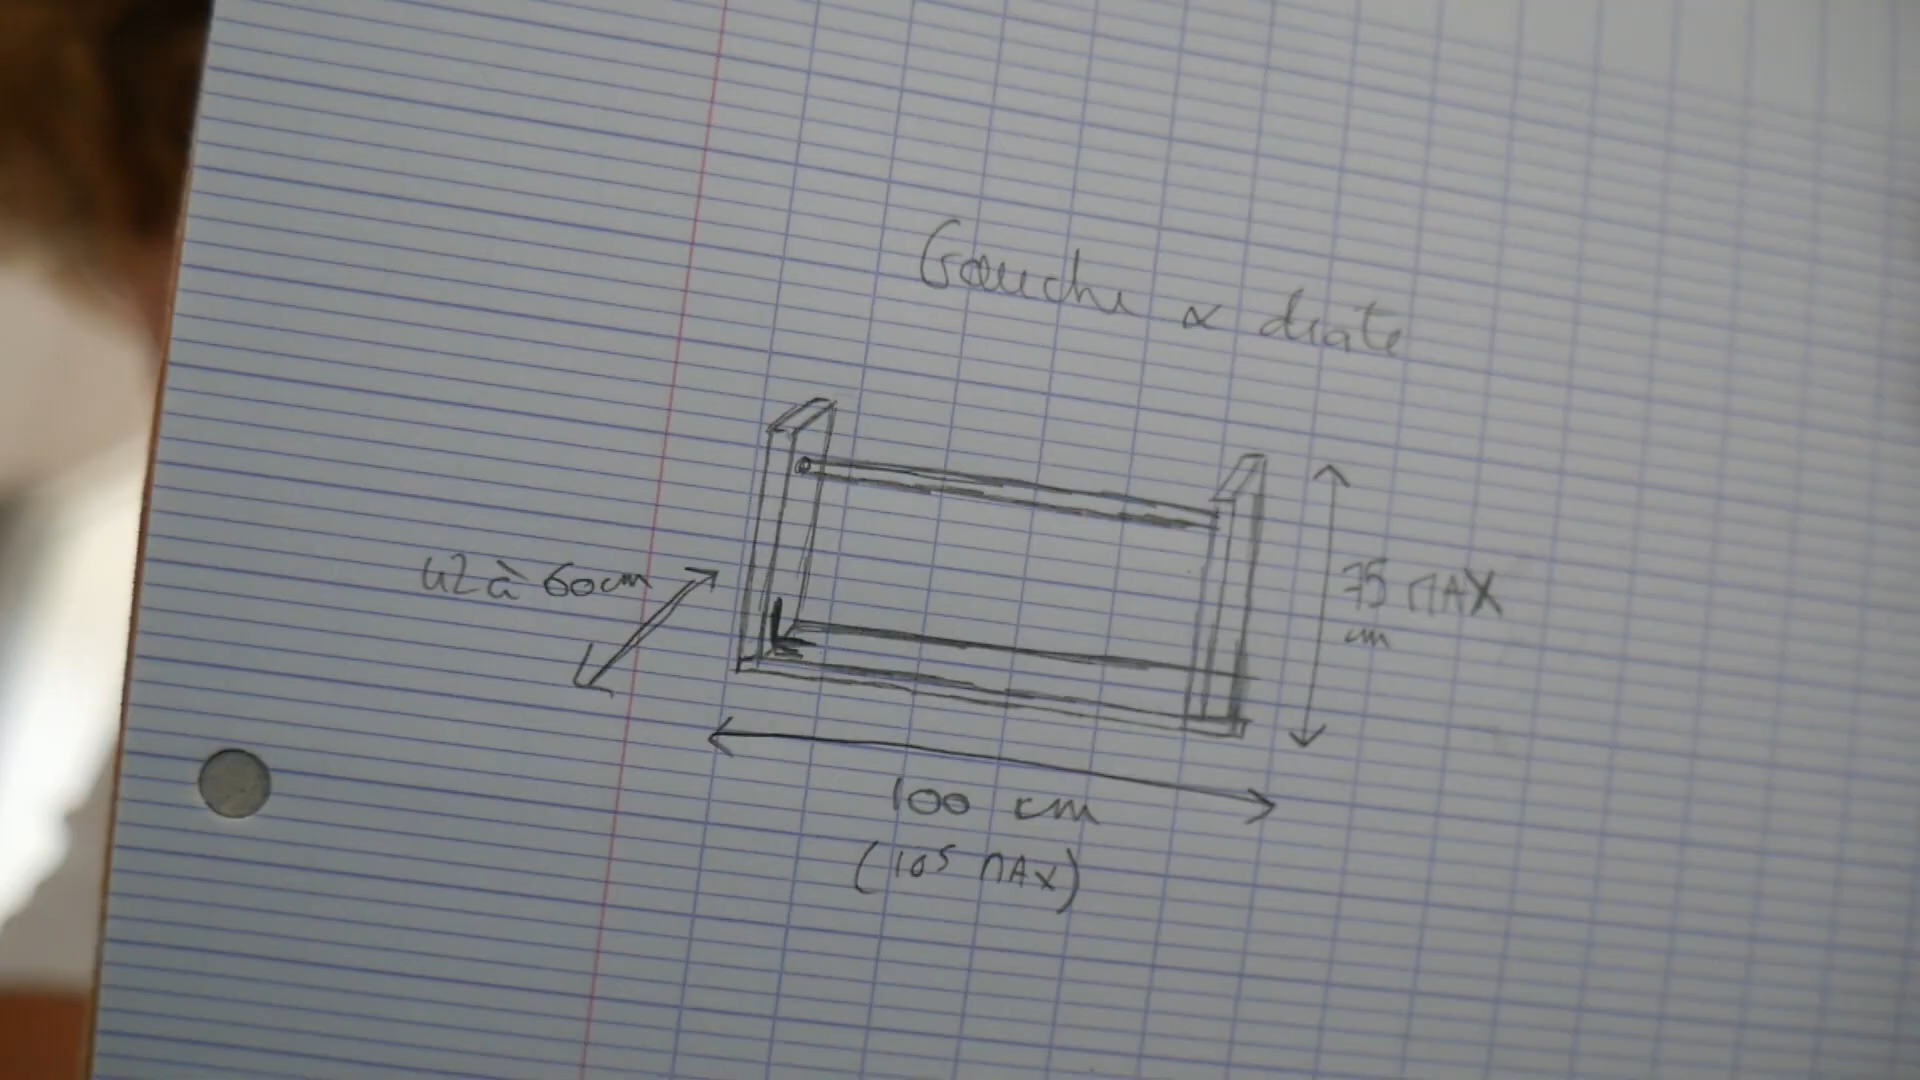 Gauche & droite
42 à 60cm
75 MAX
cm
100 cm
(105 MAX)